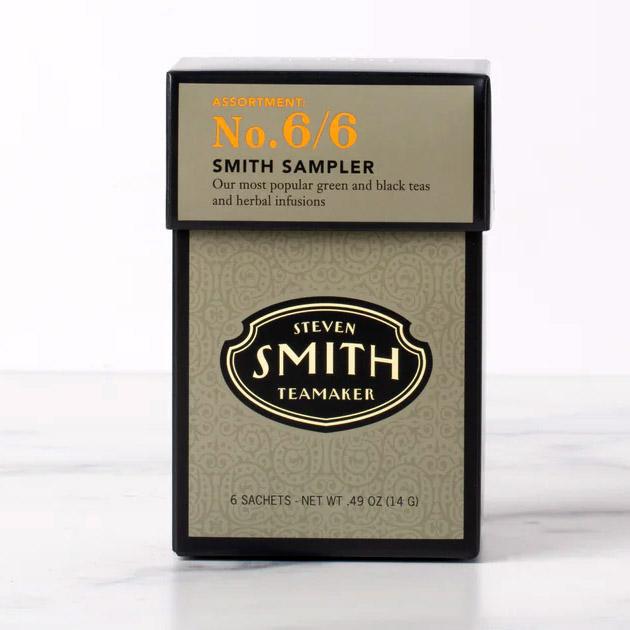 ASSORTMENT:
No. 6/6
SMITH SAMPLER
Our most popular green and black teas
and herbal infusions
STEVEN
SMITH
TEAMAKER
6 SACHETS - NET WT .49 OZ (14 G)